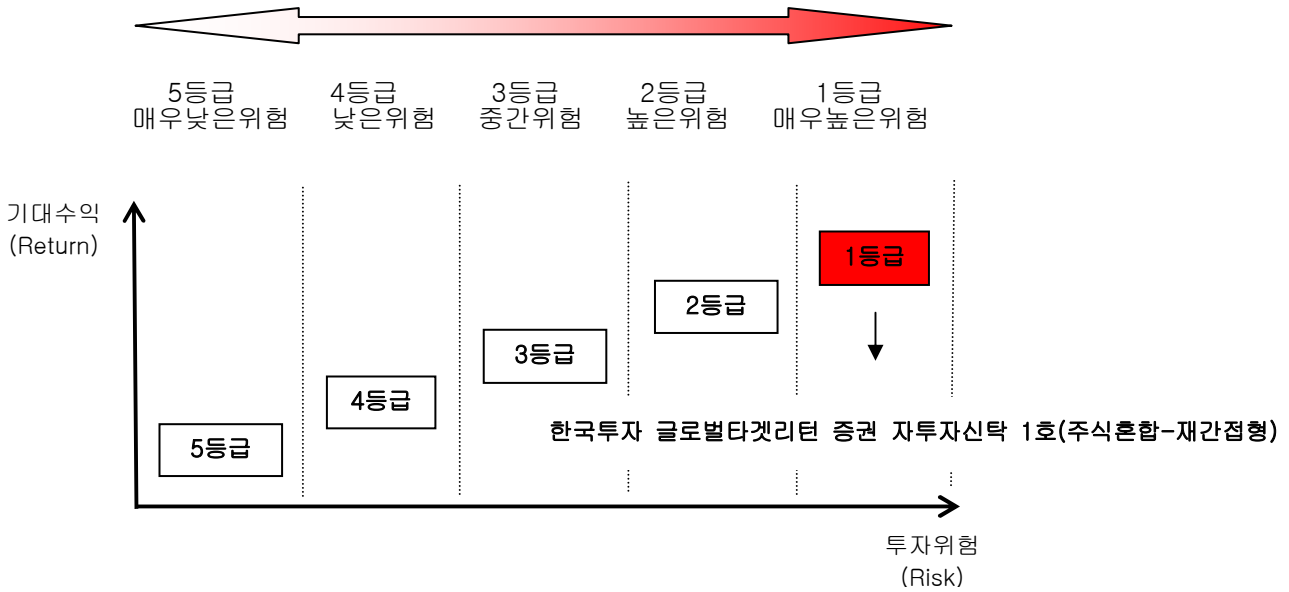 5등급
매우낮은위험
4등급
낮은위험
3등급
중간위험
2등급
높은위험
1등급
매우높은위험
기대수익
(Return)
1등급
2등급
3등급
4등급
5등급
한국투자 글로벌타겟리턴 증권 자투자신탁 1호(주식혼합-재간접형)
투자위험
(Risk)